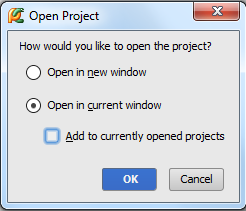 Open Project
How would you like to open the project?
Open in new window
Open in current window
Add to currently opened projects
OK Cancel